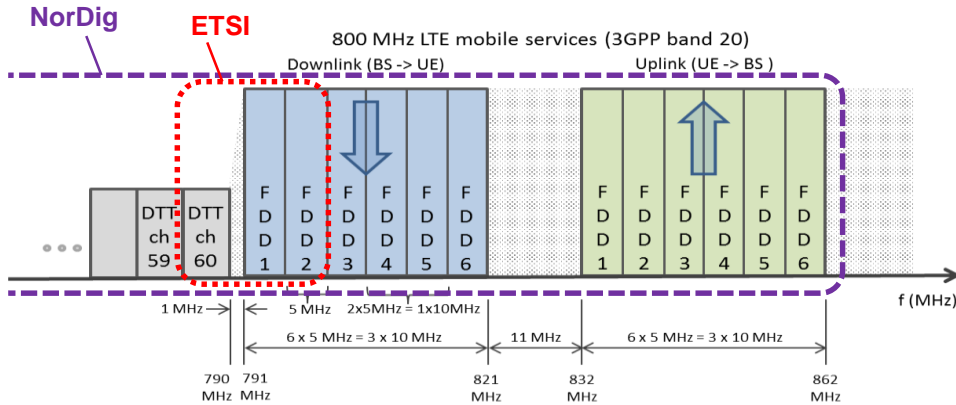 NorDig
ETSI
800 MHz LTE mobile services (3GPP band 20)
Downlink (BS -> UE)
Uplink (UE -> BS )
DTT
ch
59
DTT
ch
60
F
D
D
1
F
D
D
2
F
D
D
3
F
D
D
4
F
D
D
5
F
D
D
6
F
D
D
1
F
D
D
2
F
D
D
3
F
D
D
4
F
D
D
5
F
D
D
6
f (MHz)
1 MHz
5 MHz
2x5MHz = 1x10MHz
6 x 5 MHz = 3 x 10 MHz
11 MHz
6 x 5 MHz = 3 x 10 MHz
790
MHz
791
MHz
821
MHz
832
MHz
862
MHz